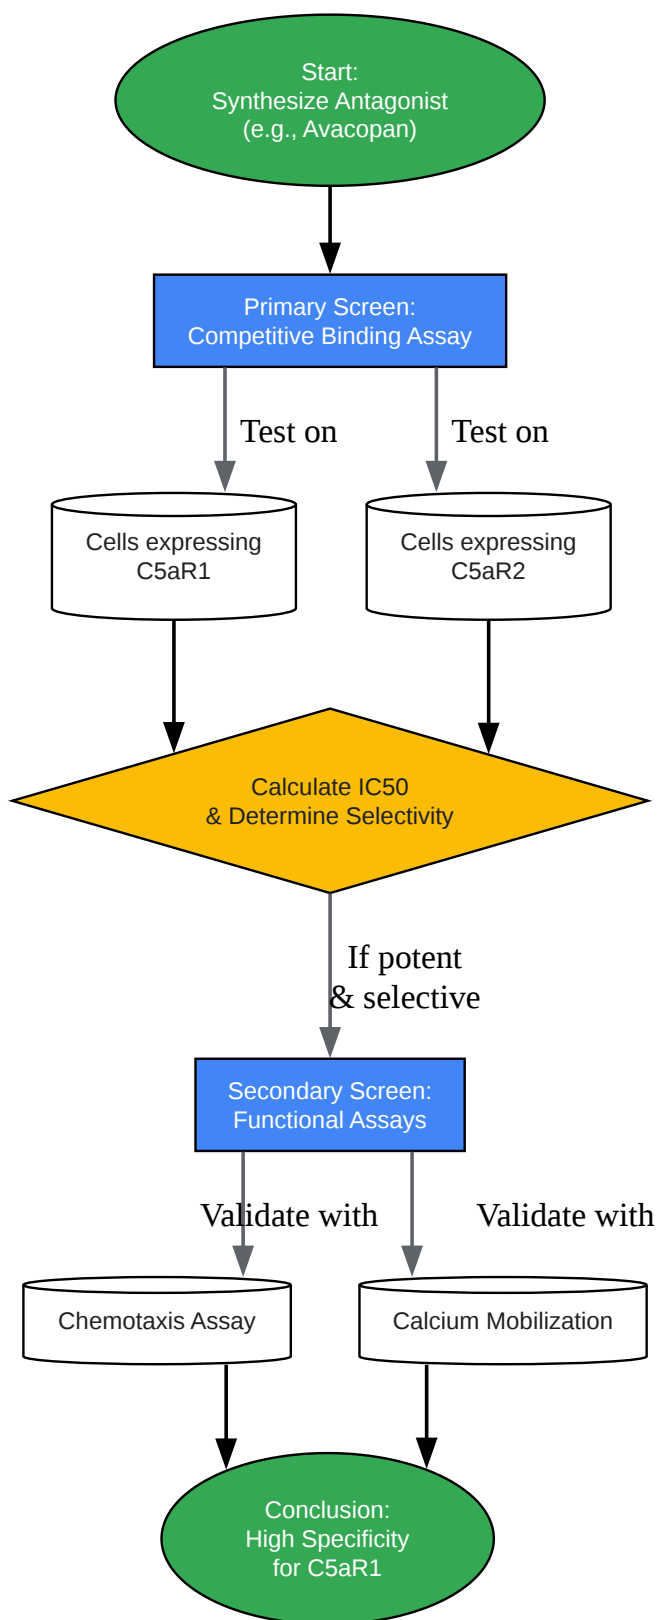 Start:
Synthesize Antagonist
(e.g., Avacopan)
Primary Screen:
Competitive Binding Assay
Test on
Test on
Cells expressing
C5aR1
Cells expressing
C5aR2
Calculate IC50
& Determine Selectivity
If potent
& selective
Secondary Screen:
Functional Assays
Validate with
Validate with
Chemotaxis Assay
Calcium Mobilization
Conclusion:
High Specificity
for C5aR1